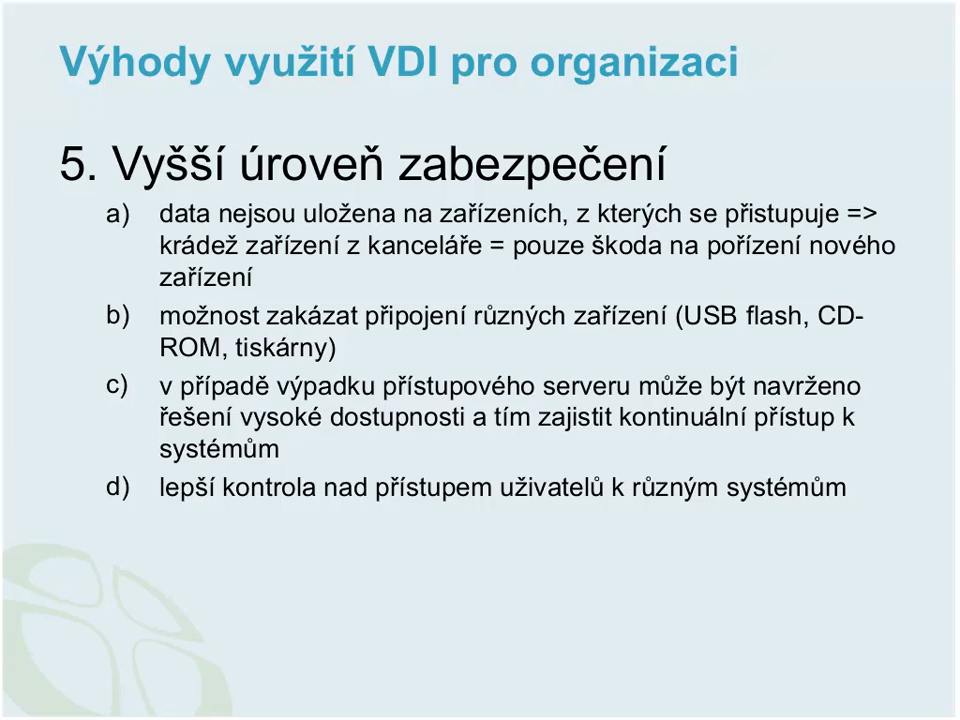 Výhody využití VDI pro organizaci
5. Vyšší úroveň zabezpečení
a) data nejsou uložena na zařízeních, z kterých se přistupuje =>
krádež zařízení z kanceláře = pouze škoda na pořízení nového
zařízení
b) možnost zakázat připojení různých zařízení (USB flash, CD-
ROM, tiskárny)
c) v případě výpadku přístupového serveru může být navrženo
řešení vysoké dostupnosti a tím zajistit kontinuální přístup k
systémům
d) lepší kontrola nad přístupem uživatelů k různým systémům